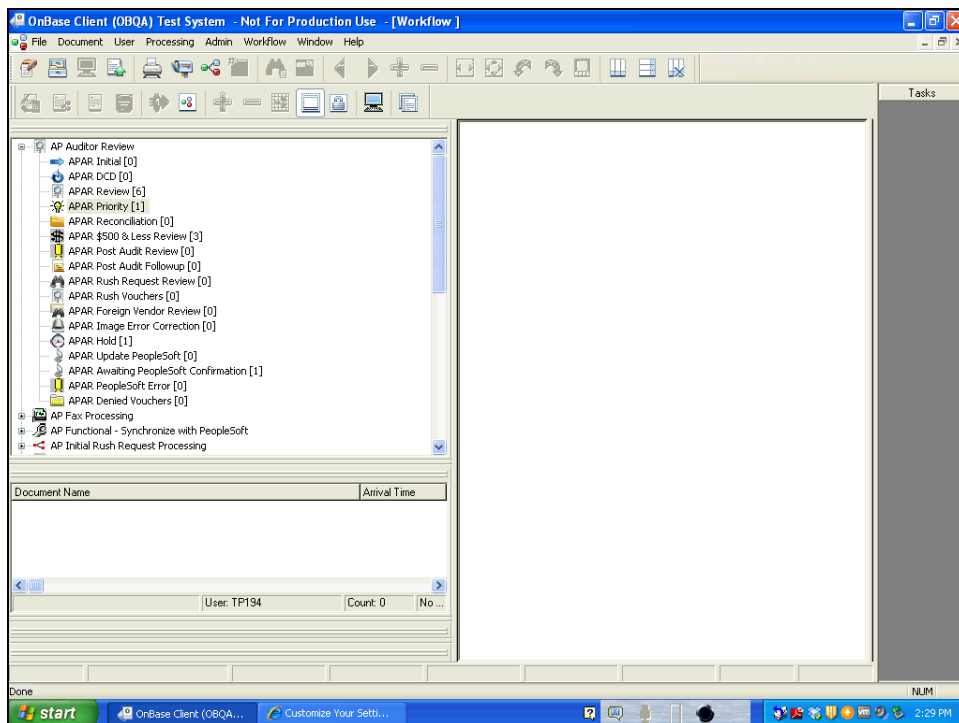 OnBase Client (OBQA) Test System - Not For Production Use - [Workflow ]
File Document User Processing Admin Workflow Window Help
Tasks
AP Auditor Review
APAR Initial [0]
APAR DCD [0]
APAR Review [6]
APAR Priority [1]
APAR Reconciliation [0]
APAR $500 & Less Review [3]
APAR Post Audit Review [0]
APAR Post Audit Followup [0]
APAR Rush Request Review [0]
APAR Rush Vouchers [0]
APAR Foreign Vendor Review [0]
APAR Image Error Correction [0]
APAR Hold [1]
APAR Update PeopleSoft [0]
APAR Awaiting PeopleSoft Confirmation [1]
APAR PeopleSoft Error [0]
APAR Denied Vouchers [0]
AP Fax Processing
AP Functional - Synchronize with PeopleSoft
AP Initial Rush Request Processing
Document Name Arrival Time
User: TP194 Count: 0 No ...
Done NUM
start OnBase Client (OBQA... Customize Your Setti... 2:29 PM